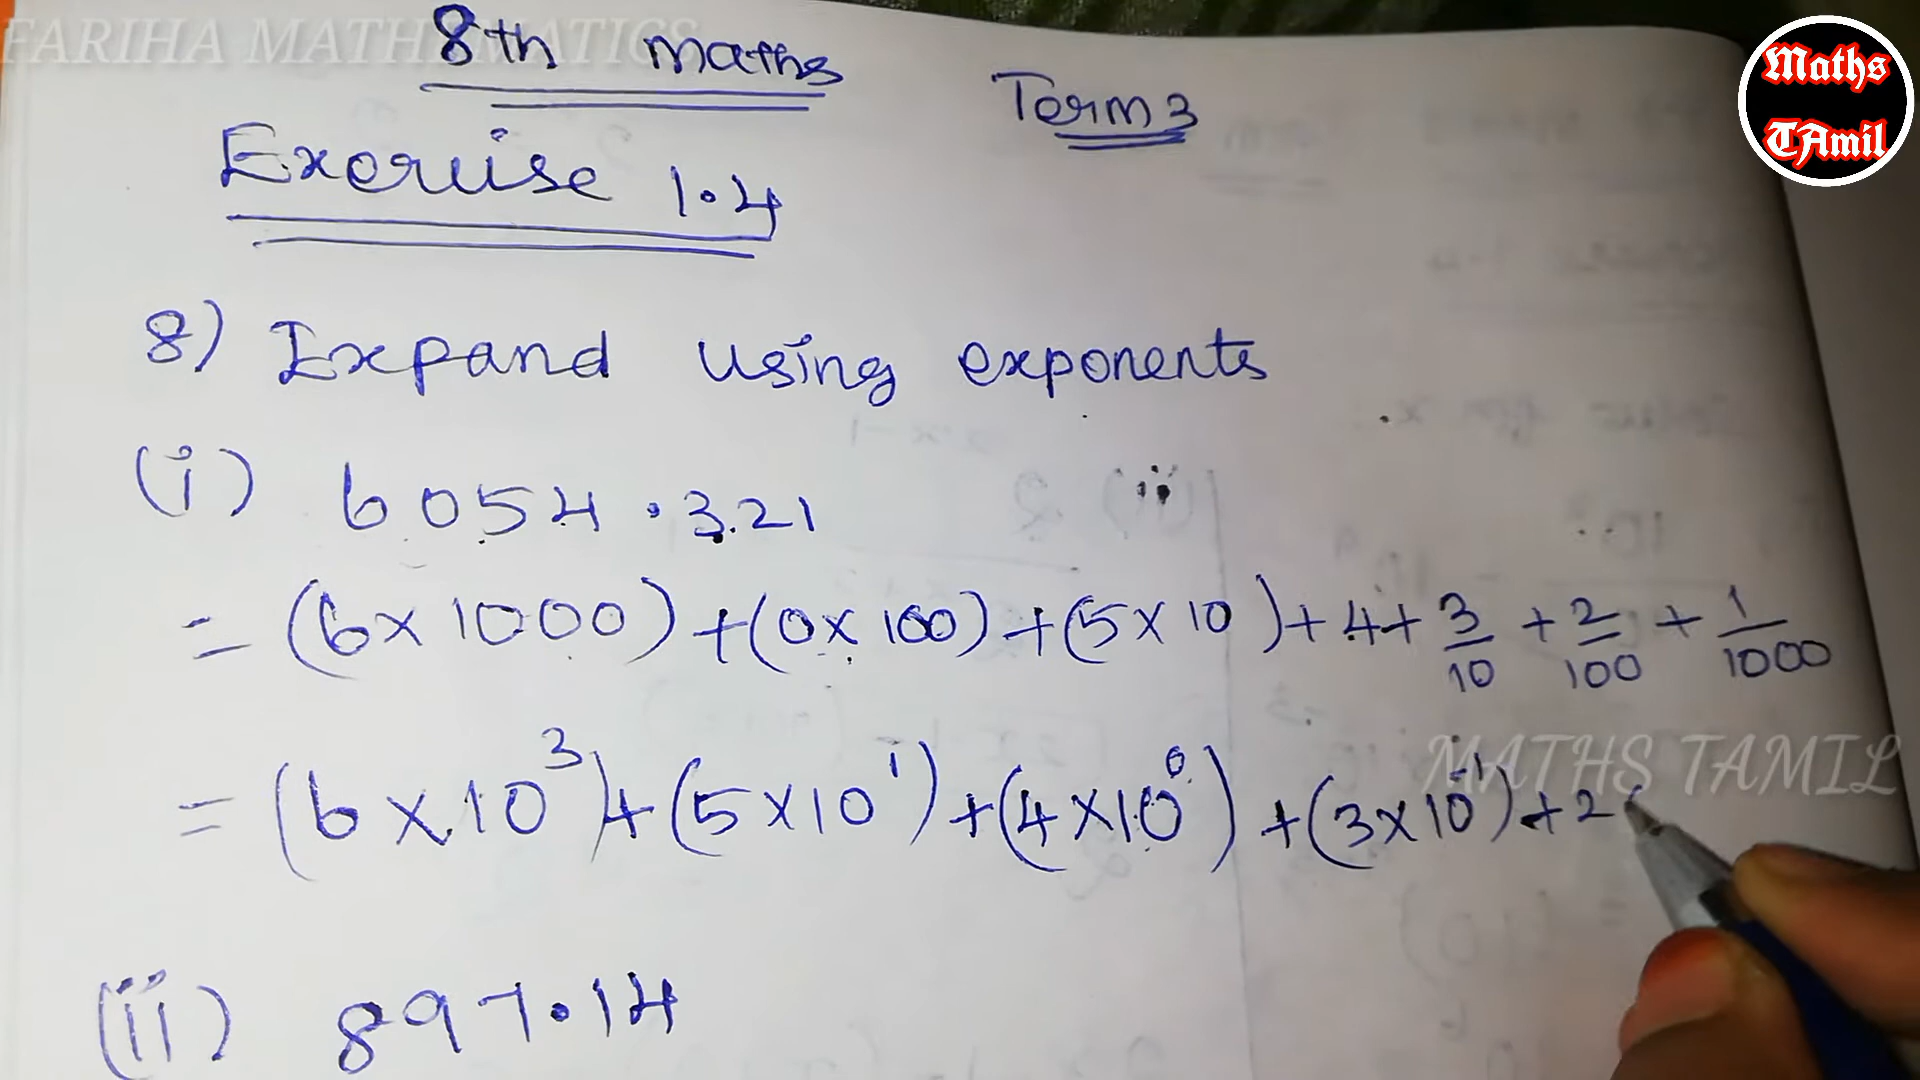 FARIHA MATHEMATICS
8th maths
Term 3
Maths
TAmil
Exercise 1.4
8) Expand using exponents
(i) 6054.321
= (6 × 1000) + (0 × 100) + (5 × 10) + 4 + 3/10 + 2/100 + 1/1000
MATHS TAMIL
= (6 × 10³) + (5 × 10¹) + (4 × 10⁰) + (3 × 10⁻¹) + 2
(ii) 897.14